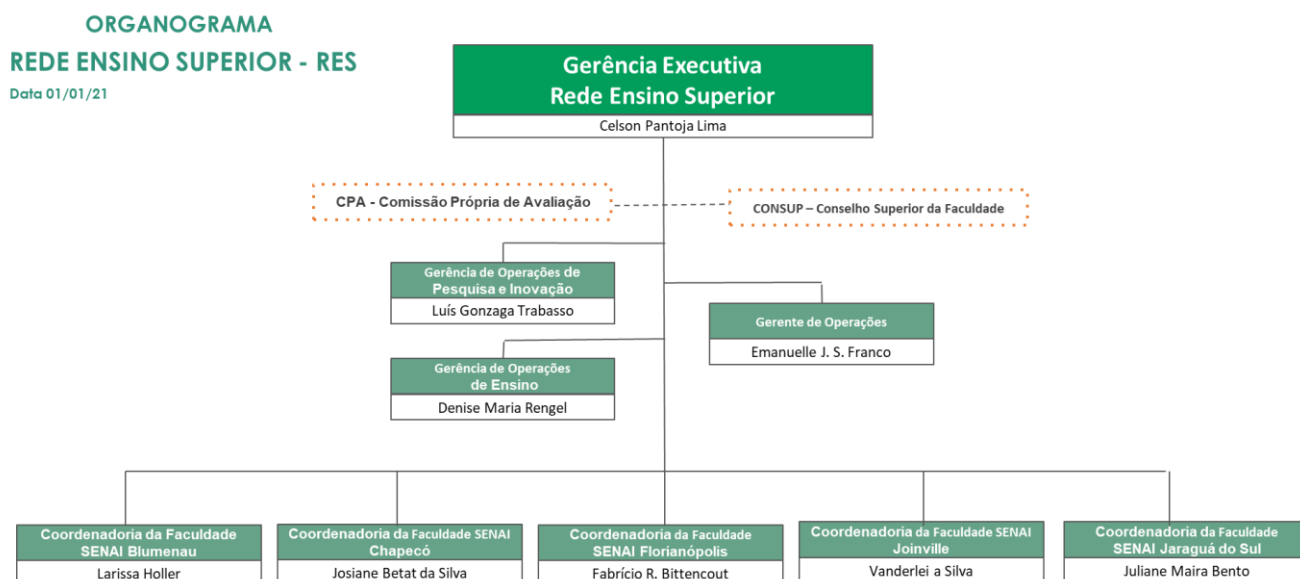 ORGANOGRAMA
REDE ENSINO SUPERIOR - RES
Data 01/01/21
Gerência Executiva
Rede Ensino Superior
Celson Pantoja Lima
CPA - Comissão Própria de Avaliação
CONSUP – Conselho Superior da Faculdade
Gerência de Operações de
Pesquisa e Inovação
Luís Gonzaga Trabasso
Gerente de Operações
Emanuelle J. S. Franco
Gerência de Operações
de Ensino
Denise Maria Rengel
Coordenadoria da Faculdade
SENAI Blumenau
Larissa Holler
Coordenadoria da Faculdade SENAI
Chapecó
Josiane Betat da Silva
Coordenadoria da Faculdade
SENAI Florianópolis
Fabrício R. Bittencout
Coordenadoria da Faculdade SENAI
Joinville
Vanderlei a Silva
Coordenadoria da Faculdade
SENAI Jaraguá do Sul
Juliane Maira Bento